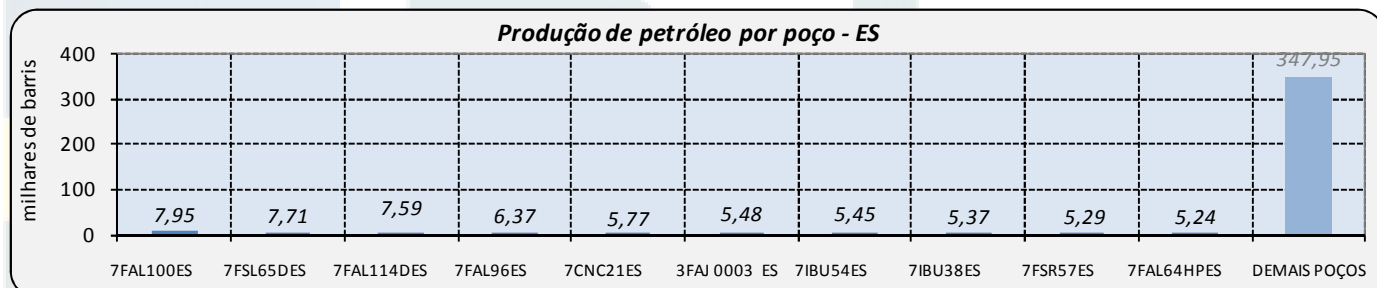 Produção de petróleo por poço - ES
milhares de barris
400
300
200
100
0
7,95 7,71 7,59 6,37 5,77 5,48 5,45 5,37 5,29 5,24 347,95
7FAL100ES 7FSL65DES 7FAL114DES 7FAL96ES 7CNC21ES 3FAJ 0003 ES 7IBU54ES 7IBU38ES 7FSR57ES 7FAL64HPES DEMAIS POÇOS